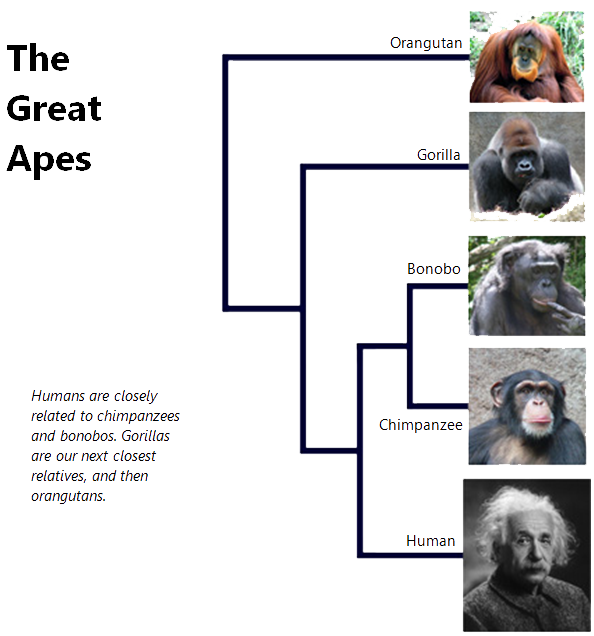 The
Great
Apes
Orangutan
Gorilla
Bonobo
Chimpanzee
Human
Humans are closely
related to chimpanzees
and bonobos. Gorillas
are our next closest
relatives, and then
orangutans.